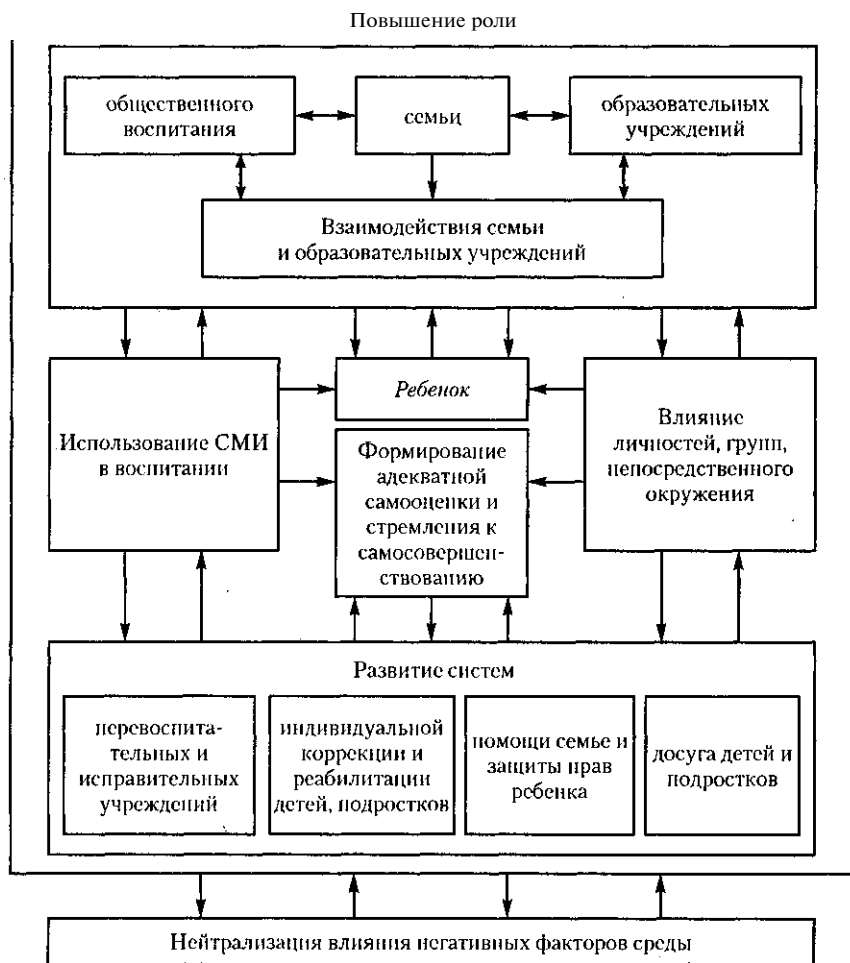 Повышение роли
общественного
воспитания
семьи
образовательных
учреждений
Взаимодействия семьи
и образовательных учреждений
Использование СМИ
в воспитании
Ребенок
Формирование
адекватной
самооценки и
стремления к
самосовершен-
ствованию
Влияние
личностей, групп,
непосредственного
окружения
Развитие систем
перевоспита-
тельных и
исправительных
учреждений
индивидуальной
коррекции и
реабилитации
детей, подростков
помощи семье и
защиты прав
ребенка
досуга детей и
подростков
Нейтрализация влияния негативных факторов среды